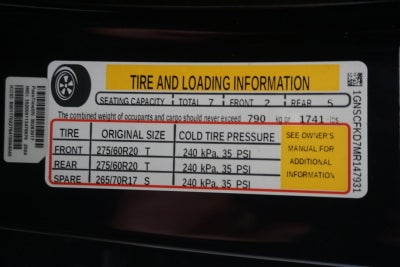 TIRE AND LOADING INFORMATION
SEATING CAPACITY TOTAL 7 FRONT 2 REAR 5
The combined weight of occupants and cargo should never exceed 790 kg or 1741 lbs
TIRE ORIGINAL SIZE COLD TIRE PRESSURE
FRONT 275/60R20 T 240 kPa, 35 PSI
REAR 275/60R20 T 240 kPa, 35 PSI
SPARE 265/70R17 S 240 kPa, 35 PSI
SEE OWNER'S
MANUAL FOR
ADDITIONAL
INFORMATION
1GNSCFKD7MR147931